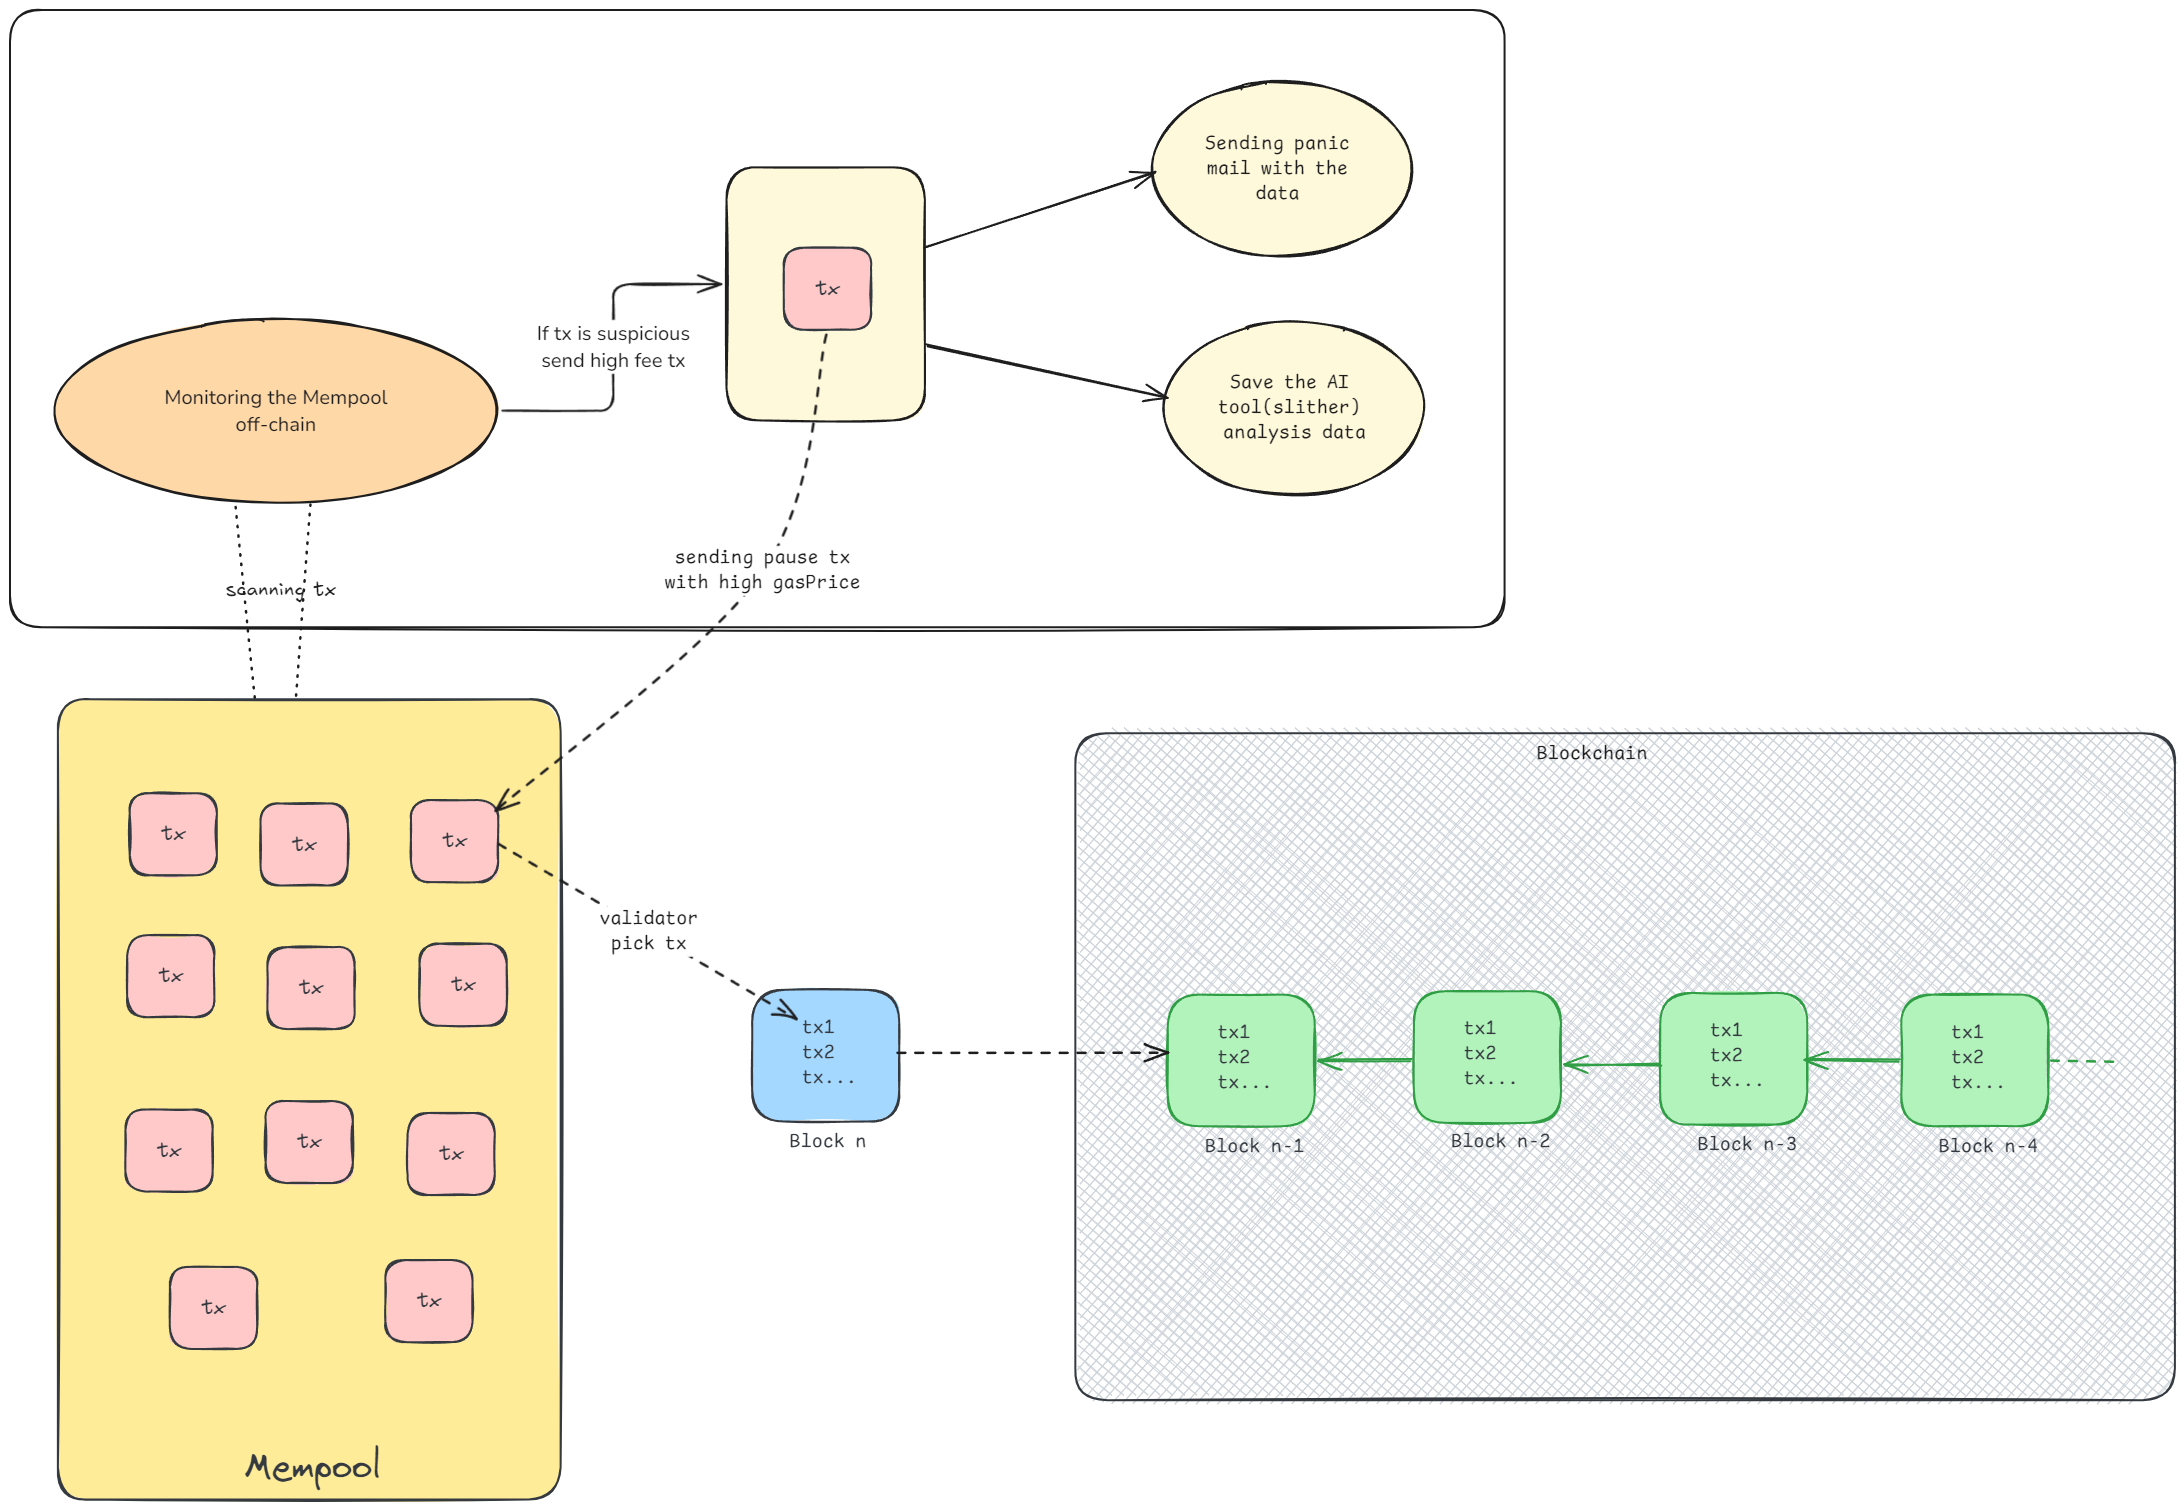 Sending panic
mail with the
data
tx
If tx is suspicious
send high fee tx
Monitoring the Mempool
off-chain
Save the AI
tool(slither)
analysis data
sending pause tx
with high gasPrice
scanning tx
Blockchain
tx
tx
tx
validator
pick tx
tx
tx
tx
tx1
tx2
tx...
Block n
tx1
tx2
tx...
Block n-1
tx1
tx2
tx...
Block n-2
tx1
tx2
tx...
Block n-3
tx1
tx2
tx...
Block n-4
tx
tx
tx
tx
tx
Mempool